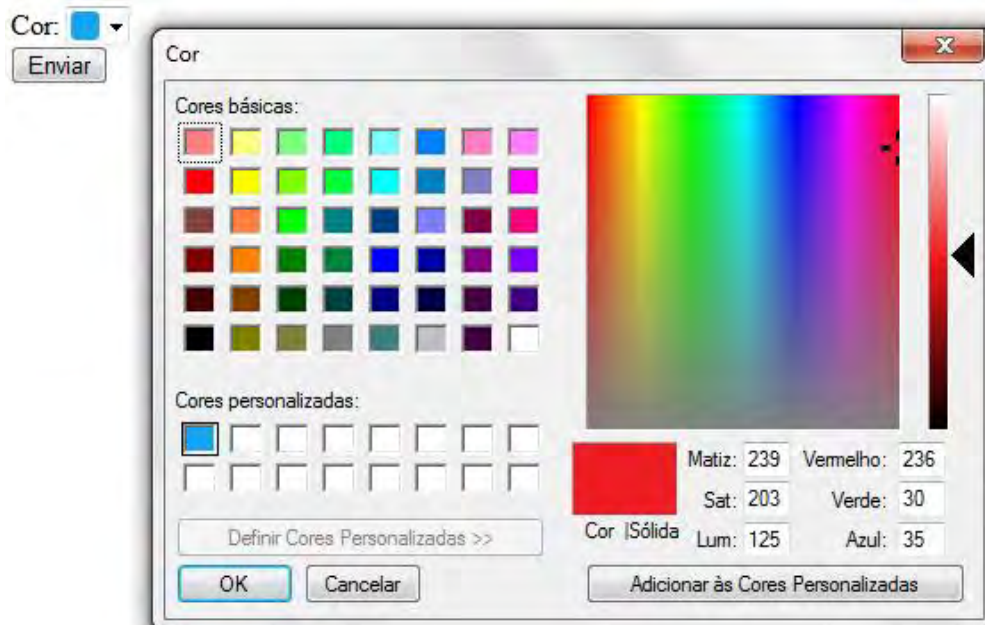 Cor:
Enviar
Cor
Cores básicas:
Cores personalizadas:
Definir Cores Personalizadas >>
OK
Cancelar
Cor |Sólida
Matiz: 239
Sat: 203
Lum: 125
Vermelho: 236
Verde: 30
Azul: 35
Adicionar às Cores Personalizadas